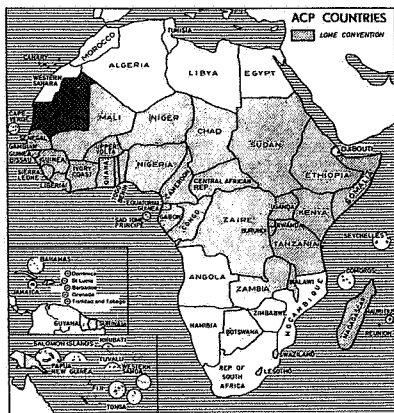 ACP COUNTRIES
LOME CONVENTION
TUNISIA
MOROCCO
CANARY
ALGERIA
LIBYA
EGYPT
WESTERN
SAHARA
CAPE
VERDE
MALI
NIGER
CHAD
SUDAN
DJIBOUTI
GUINEA
SIERRA
LEONE
LIBERIA
IVORY
COAST
GHANA
NIGERIA
CAMEROON
CENTRAL AFRICAN
REP.
ETHIOPIA
SOMALIA
EQUATORIAL
GUINEA
SAO TOME
PRINCIPE
GABON
CONGO
ZAIRE
UGANDA
KENYA
RWANDA
BURUNDI
TANZANIA
SEYCHELLES
COMOROS
ANGOLA
ZAMBIA
MALAWI
MOZAMBIQUE
ZIMBABWE
MADAGASCAR
MAURITIUS
REUNION
NAMIBIA
BOTSWANA
SWAZILAND
REP. OF
SOUTH
AFRICA
LESOTHO
BAHAMAS
JAMAICA
Dominica
St Lucia
Barbados
Grenada
Trinidad and Tobago
GUYANA
SURINAM
SOLOMON ISLANDS
KIRIBATI
TUVALU
PAPUA
NEW GUINEA
WESTERN
SAMOA
FIJI
TONGA